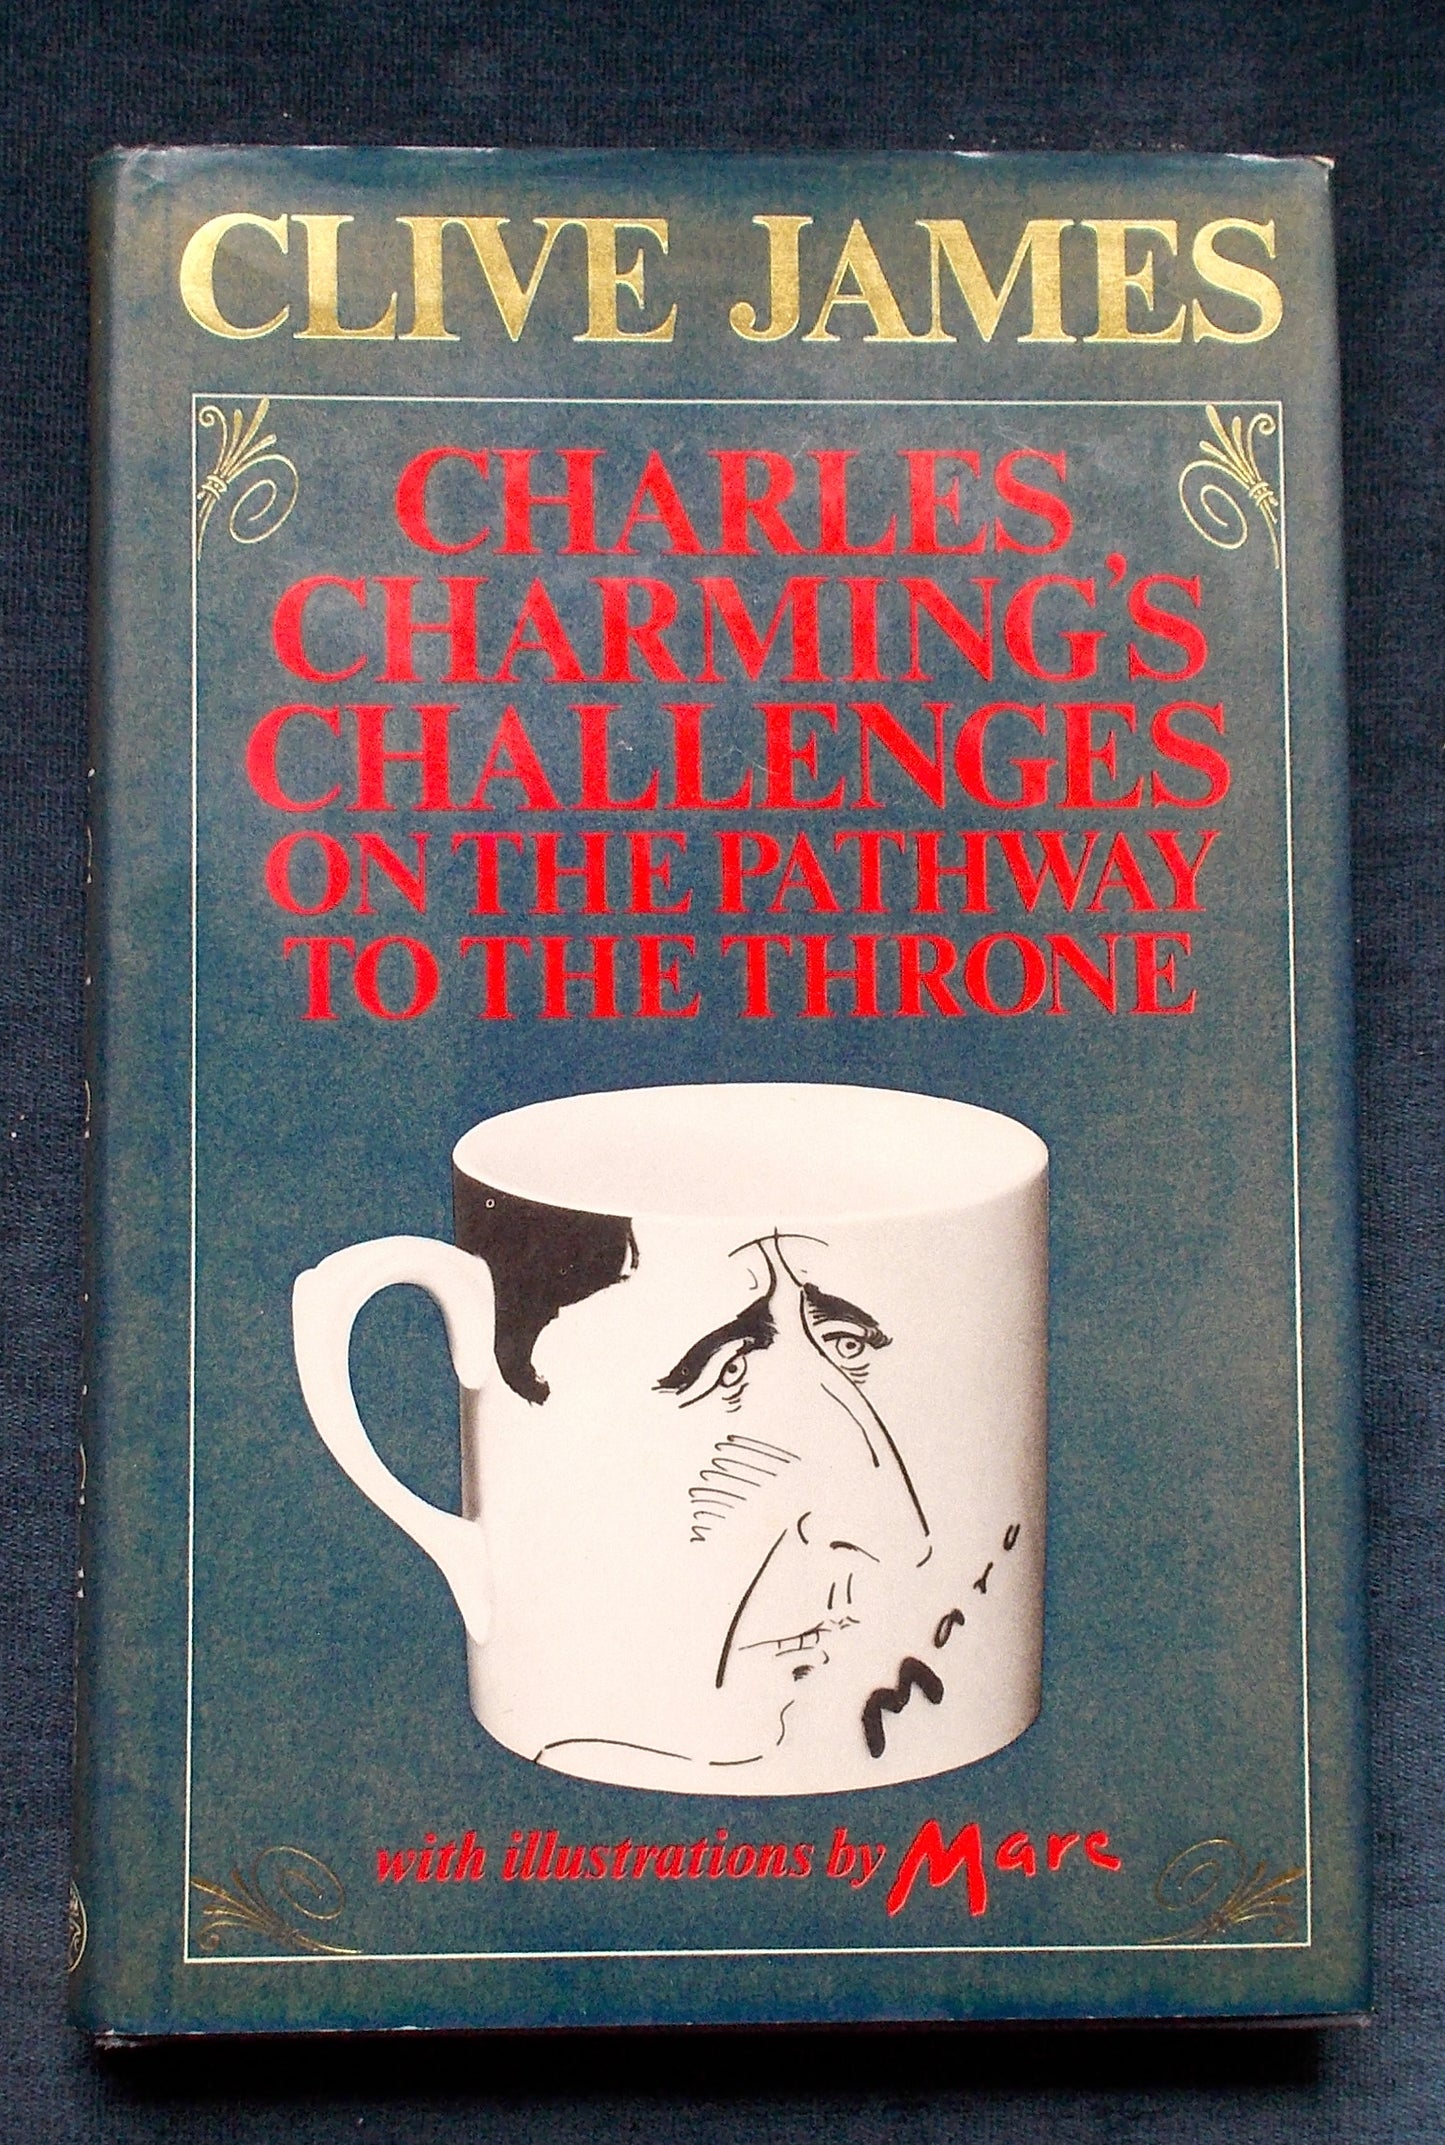 CLIVE JAMES
CHARLES
CHARMING'S
CHALLENGES
ON THE PATHWAY
TO THE THRONE
Marc
with illustrations by Marc